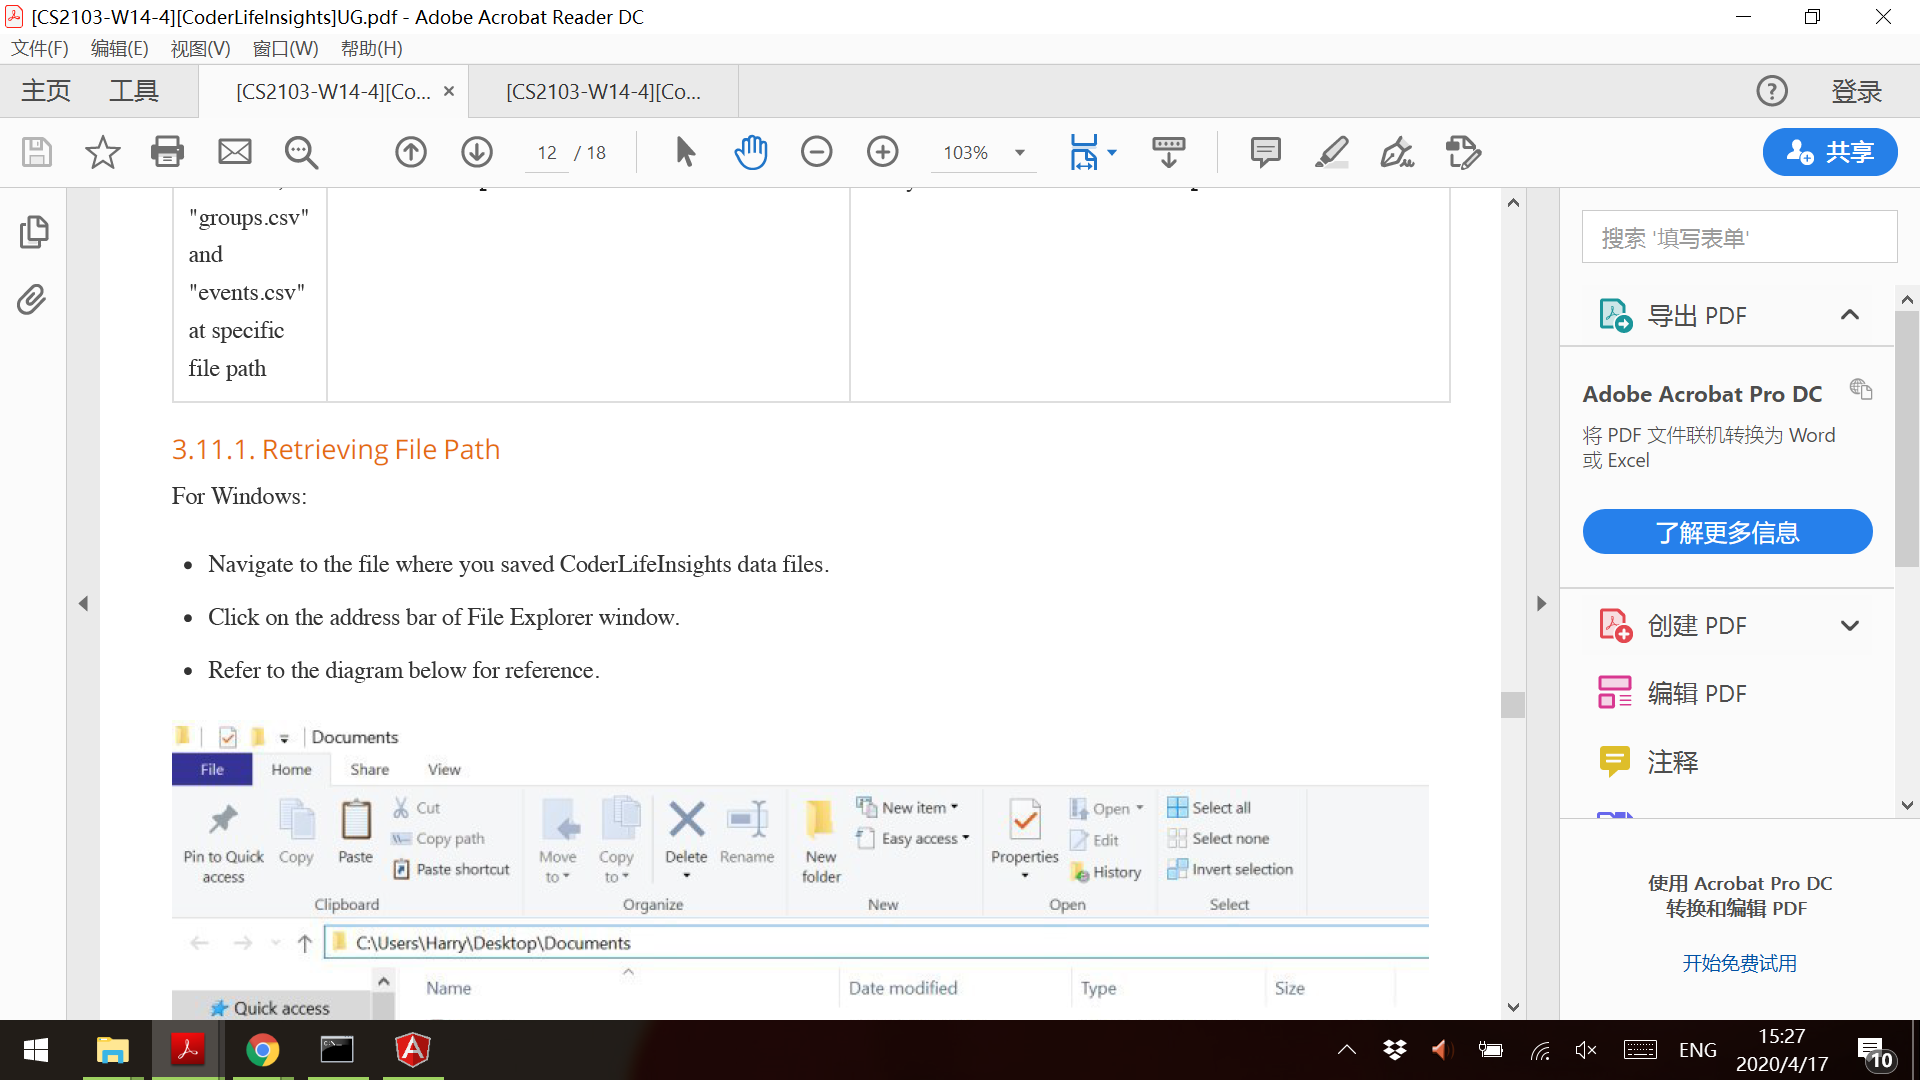 [CS2103-W14-4][CoderLifeInsights]UG.pdf - Adobe Acrobat Reader DC
文件(F) 编辑(E) 视图(V) 窗口(W) 帮助(H)
主页 工具 [CS2103-W14-4][Co... × [CS2103-W14-4][Co... 登录
12 / 18 103% 共享
"groups.csv"
and
"events.csv"
at specific
file path
3.11.1. Retrieving File Path
For Windows:
• Navigate to the file where you saved CoderLifeInsights data files.
• Click on the address bar of File Explorer window.
• Refer to the diagram below for reference.
Documents
File Home Share View
Pin to Quick access
Copy
Paste
Cut
Copy path
Paste shortcut
Clipboard
Move to
Copy to
Delete
Rename
Organize
New folder
New item
Easy access
New
Properties
Open
Edit
History
Open
Select all
Select none
Invert selection
Select
C:\Users\Harry\Desktop\Documents
Name Date modified Type Size
Quick access
搜索 '填写表单'
导出 PDF
Adobe Acrobat Pro DC
将 PDF 文件联机转换为 Word
或 Excel
了解更多信息
创建 PDF
编辑 PDF
注释
使用 Acrobat Pro DC
转换和编辑 PDF
开始免费试用
ENG
15:27
2020/4/17
10